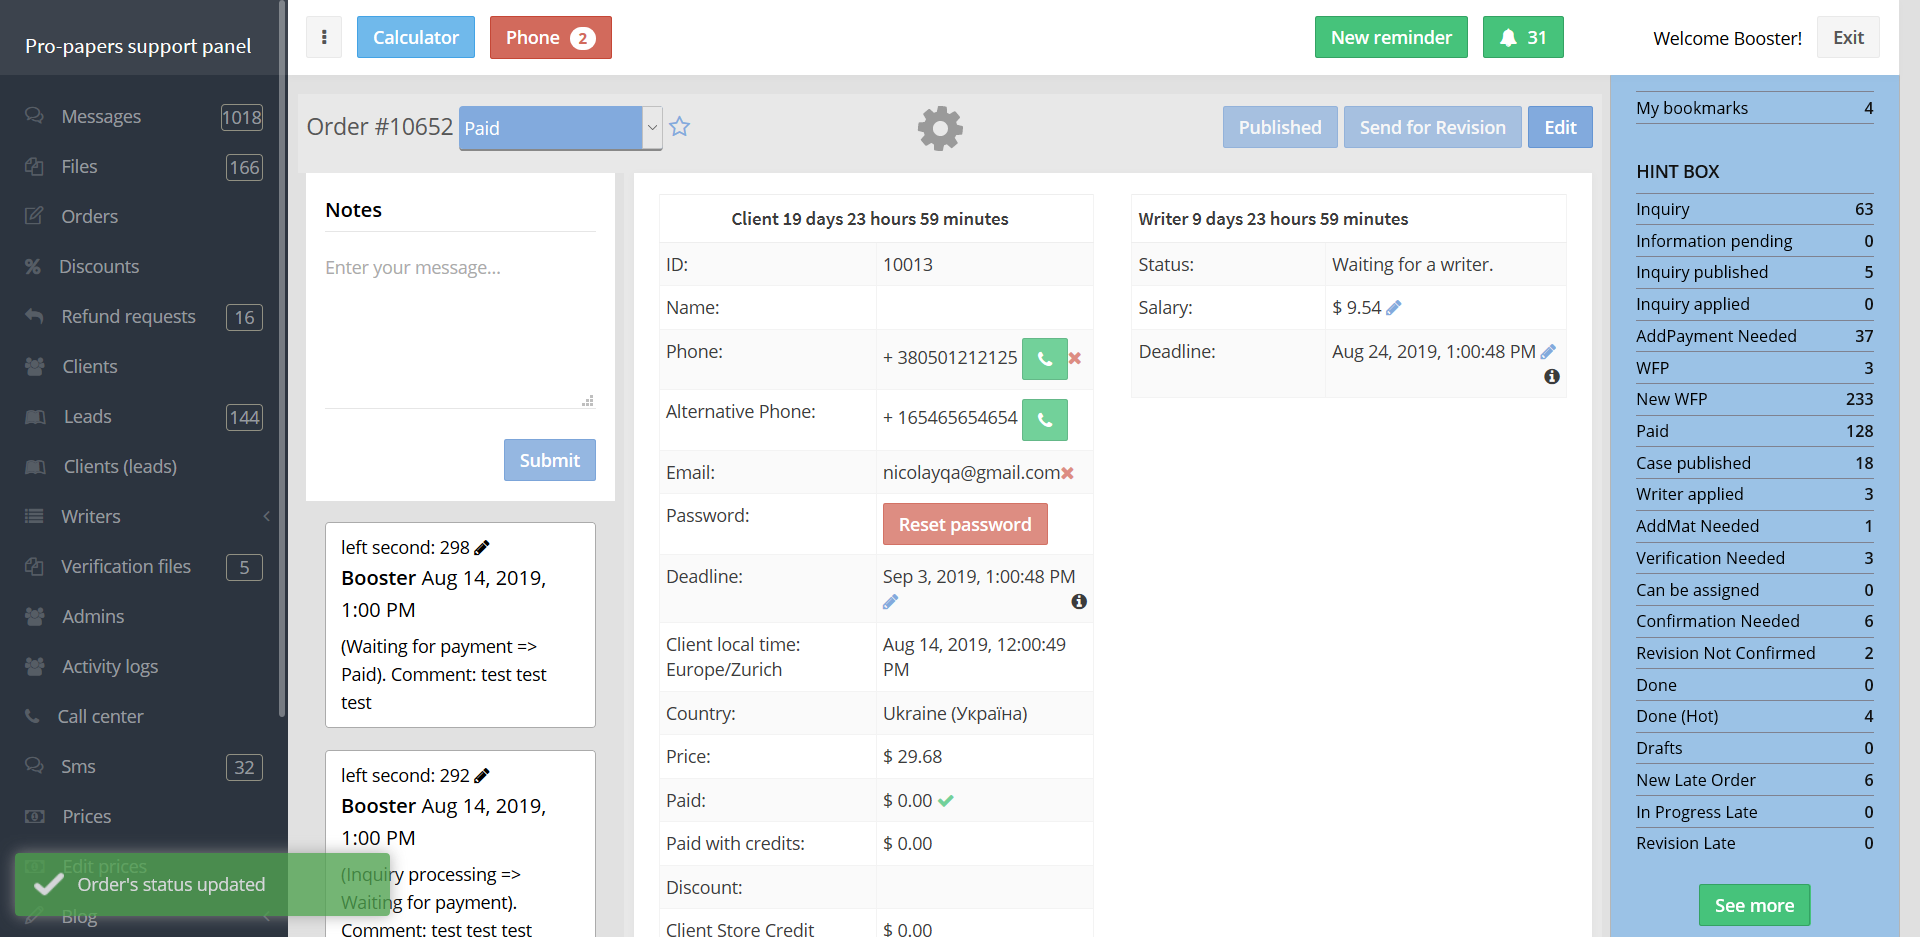 Pro-papers support panel
Calculator
Phone 2
New reminder
31
Welcome Booster!
Exit
Messages 1018
Files 166
Orders
Discounts
Refund requests 16
Clients
Leads 144
Clients (leads)
Writers
Verification files 5
Admins
Activity logs
Call center
Sms 32
Prices
Edit prices
Blog
Order's status updated
Order #10652
Paid
Published
Send for Revision
Edit
Notes
Enter your message...
Submit
left second: 298
Booster Aug 14, 2019,
1:00 PM
(Waiting for payment =>
Paid). Comment: test test
test
left second: 292
Booster Aug 14, 2019,
1:00 PM
(Inquiry processing =>
Waiting for payment).
Comment: test test test
Client 19 days 23 hours 59 minutes
ID: 10013
Name:
Phone: + 380501212125
Alternative Phone: + 165465654654
Email: nicolayqa@gmail.com
Password: Reset password
Deadline: Sep 3, 2019, 1:00:48 PM
Client local time: Aug 14, 2019, 12:00:49
Europe/Zurich PM
Country: Ukraine (Україна)
Price: $ 29.68
Paid: $ 0.00
Paid with credits: $ 0.00
Discount:
Client Store Credit $ 0.00
Writer 9 days 23 hours 59 minutes
Status: Waiting for a writer.
Salary: $ 9.54
Deadline: Aug 24, 2019, 1:00:48 PM
My bookmarks 4
HINT BOX
Inquiry 63
Information pending 0
Inquiry published 5
Inquiry applied 0
AddPayment Needed 37
WFP 3
New WFP 233
Paid 128
Case published 18
Writer applied 3
AddMat Needed 1
Verification Needed 3
Can be assigned 0
Confirmation Needed 6
Revision Not Confirmed 2
Done 0
Done (Hot) 4
Drafts 0
New Late Order 6
In Progress Late 0
Revision Late 0
See more